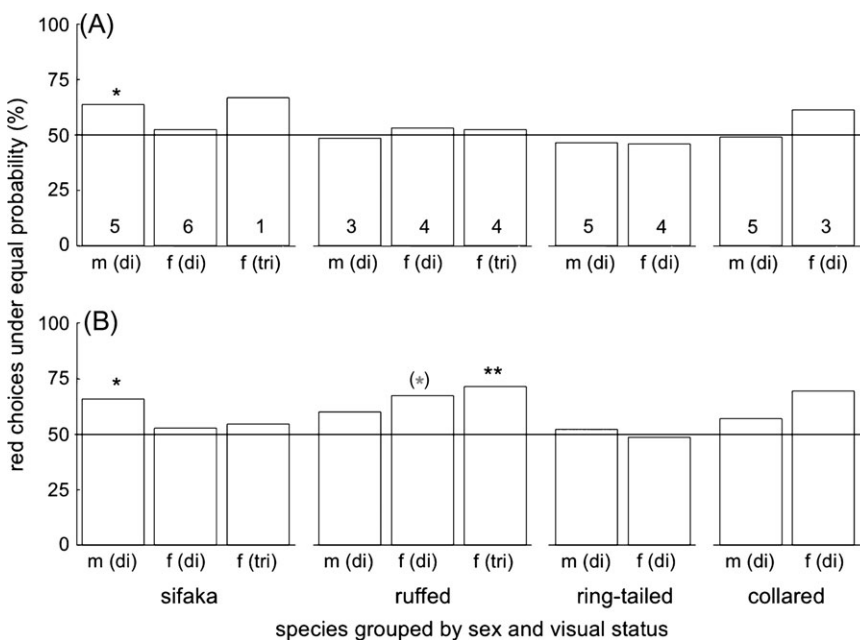 red choices under equal probability (%)
(A)
100
75
50
25
0
*
5 6 1 3 4 4 5 4 5 3
m (di) f (di) f (tri) m (di) f (di) f (tri) m (di) f (di) m (di) f (di)
(B)
100
75
50
25
0
* (*) **
m (di) f (di) f (tri) m (di) f (di) f (tri) m (di) f (di) m (di) f (di)
sifaka ruffed ring-tailed collared
species grouped by sex and visual status